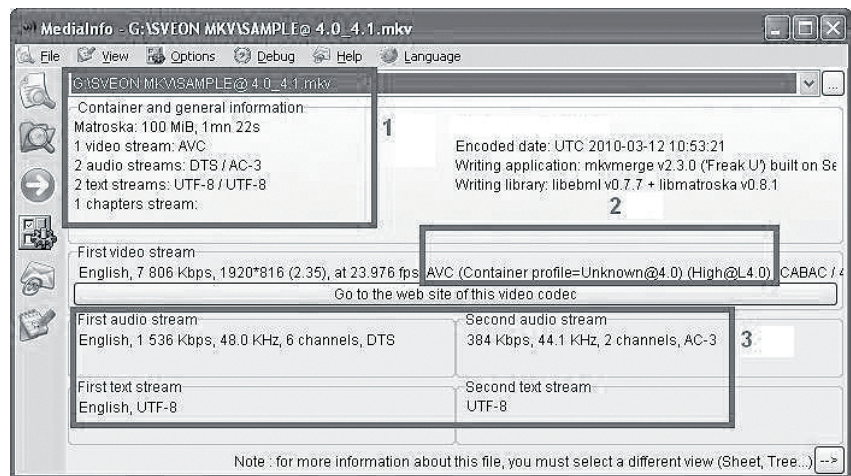 MediaInfo - G:\SVEON MKV\SAMPLE@ 4.0_4.1.mkv
File View Options Debug Help Language
G:\SVEON MKV\SAMPLE@ 4.0_4.1.mkv
...
Container and general information
Matroska: 100 MiB, 1mn 22s
1 video stream: AVC
2 audio streams: DTS / AC-3
2 text streams: UTF-8 / UTF-8
1 chapters stream:
1
Encoded date: UTC 2010-03-12 10:53:21
Writing application: mkvmerge v2.3.0 ('Freak U') built on Se
Writing library: libebml v0.7.7 + libmatroska v0.8.1
2
First video stream
English, 7 806 Kbps, 1920*816 (2.35), at 23.976 fps, AVC (Container profile=Unknown@4.0) (High@L4.0), CABAC / 4
Go to the web site of this video codec
First audio stream
English, 1 536 Kbps, 48.0 KHz, 6 channels, DTS
Second audio stream
384 Kbps, 44.1 KHz, 2 channels, AC-3
3
First text stream
English, UTF-8
Second text stream
UTF-8
Note : for more information about this file, you must select a different view (Sheet, Tree...)
-->